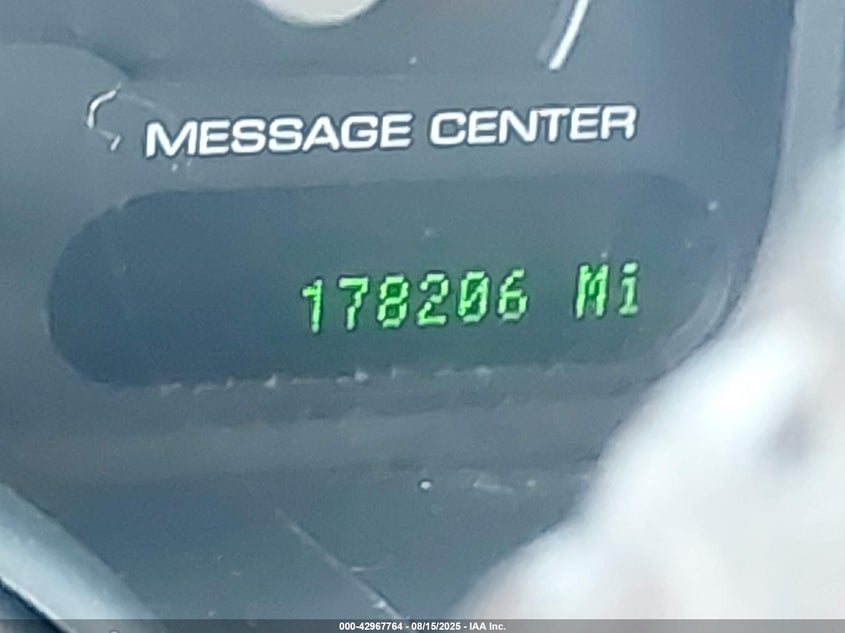 MESSAGE CENTER
178206 Mi
000-42967764 - 08/15/2025 - IAA Inc.